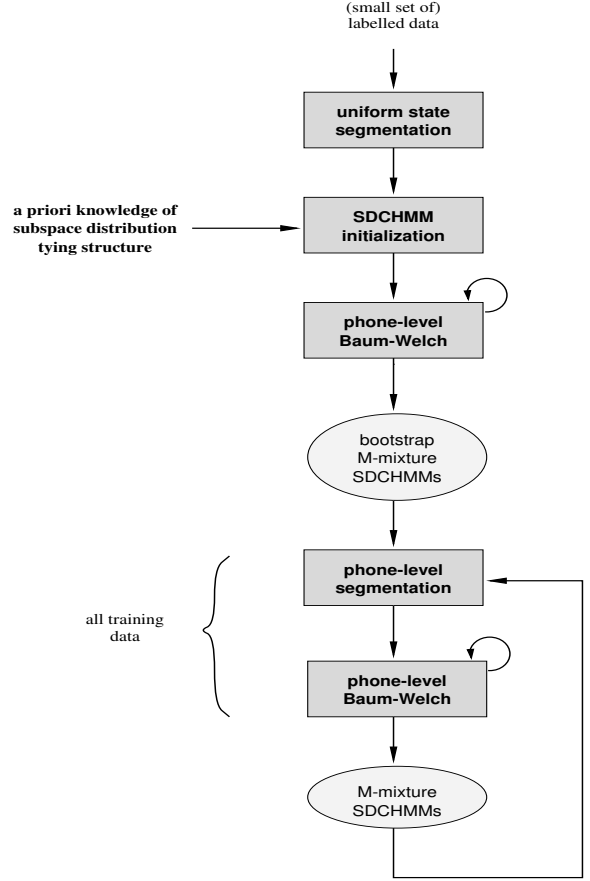 (small set of)
labelled data
uniform state
segmentation
a priori knowledge of
subspace distribution
tying structure
SDCHMM
initialization
phone-level
Baum-Welch
bootstrap
M-mixture
SDCHMMs
phone-level
segmentation
all training
data
phone-level
Baum-Welch
M-mixture
SDCHMMs